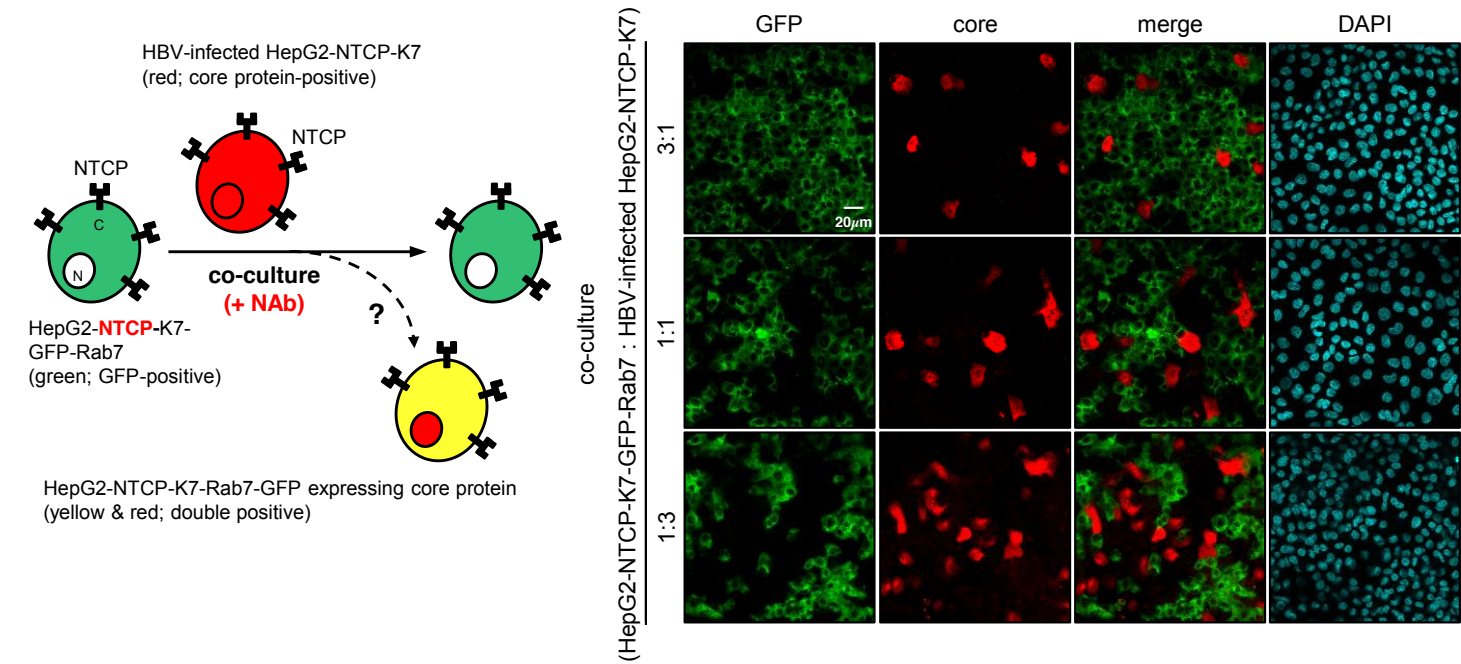 HBV-infected HepG2-NTCP-K7
(red; core protein-positive)
NTCP
NTCP
C
N
co-culture
(+ NAb)
?
HepG2-NTCP-K7-
GFP-Rab7
(green; GFP-positive)
HepG2-NTCP-K7-Rab7-GFP expressing core protein
(yellow & red; double positive)
co-culture
(HepG2-NTCP-K7-GFP-Rab7 : HBV-infected HepG2-NTCP-K7)
GFP
core
merge
DAPI
3:1
20µm
1:1
1:3